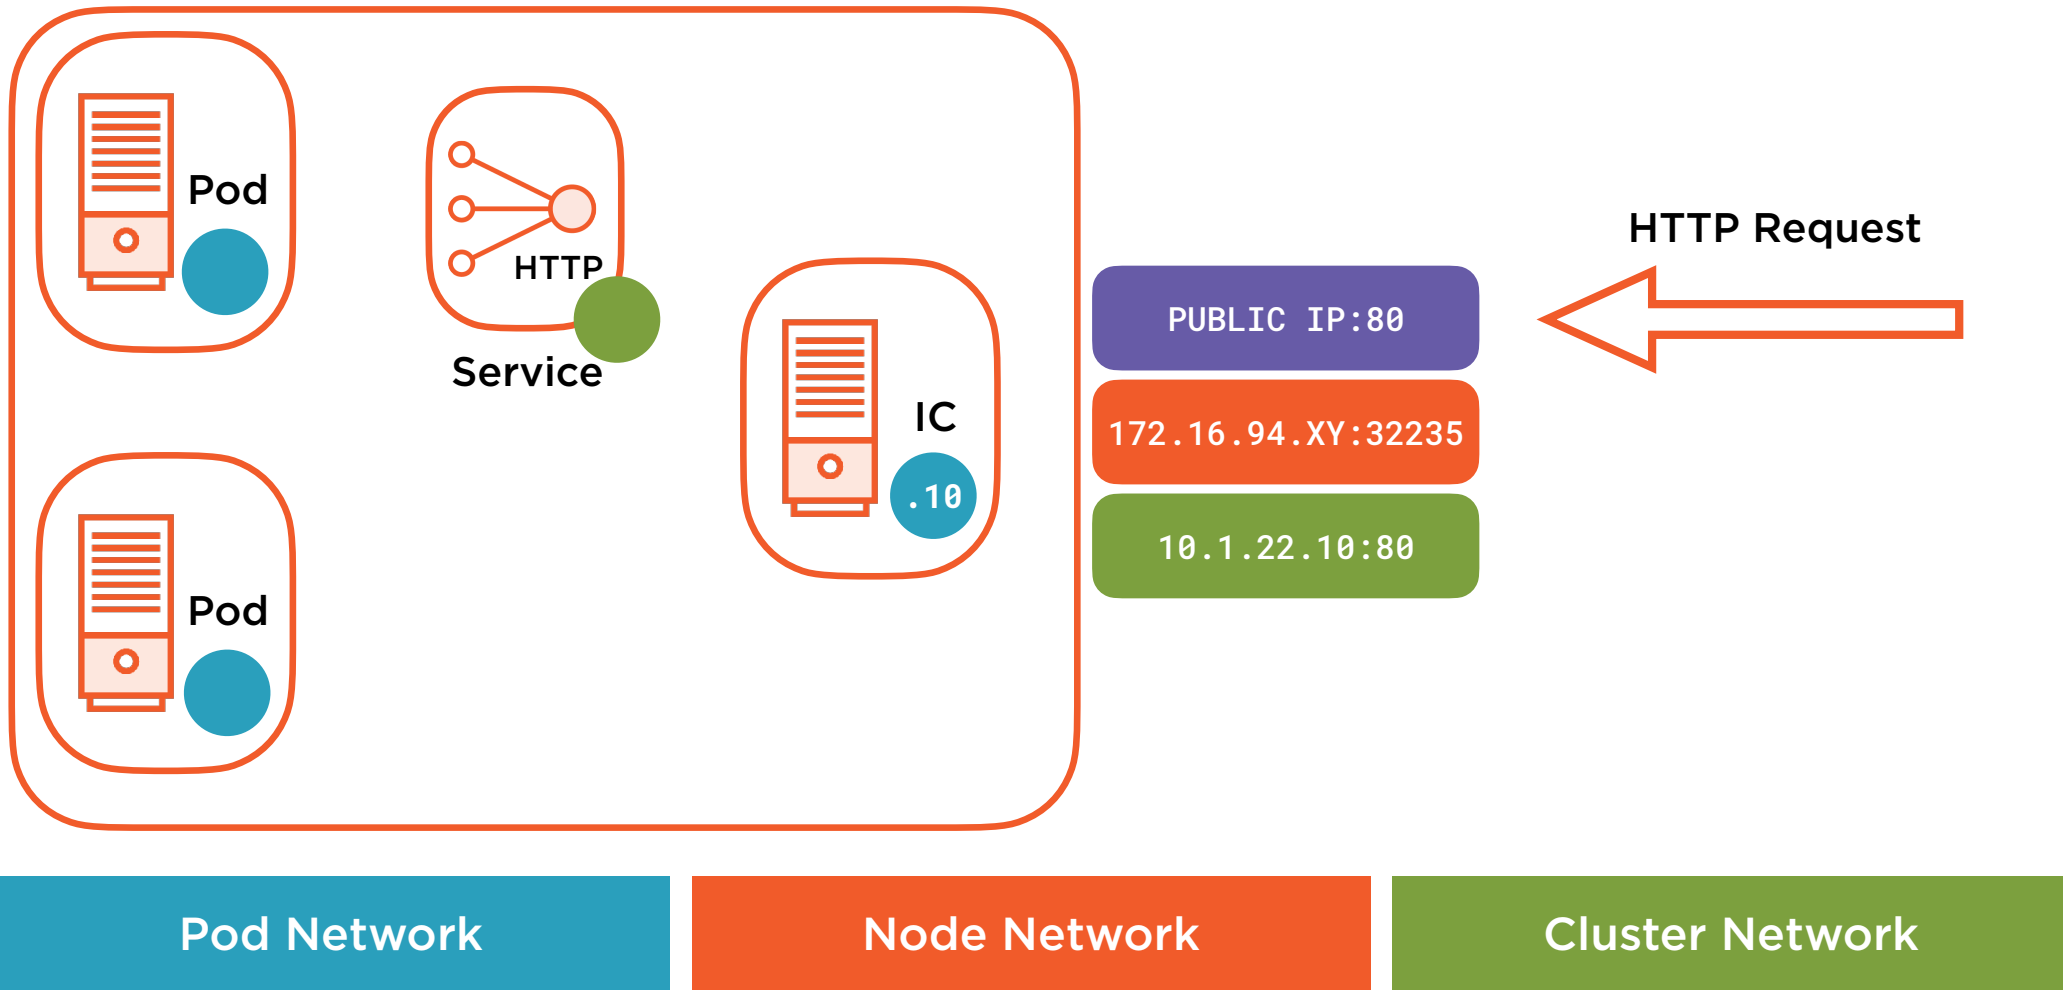 Pod
HTTP
Service
HTTP Request
PUBLIC IP:80
IC
172.16.94.XY:32235
.10
10.1.22.10:80
Pod
Pod Network
Node Network
Cluster Network